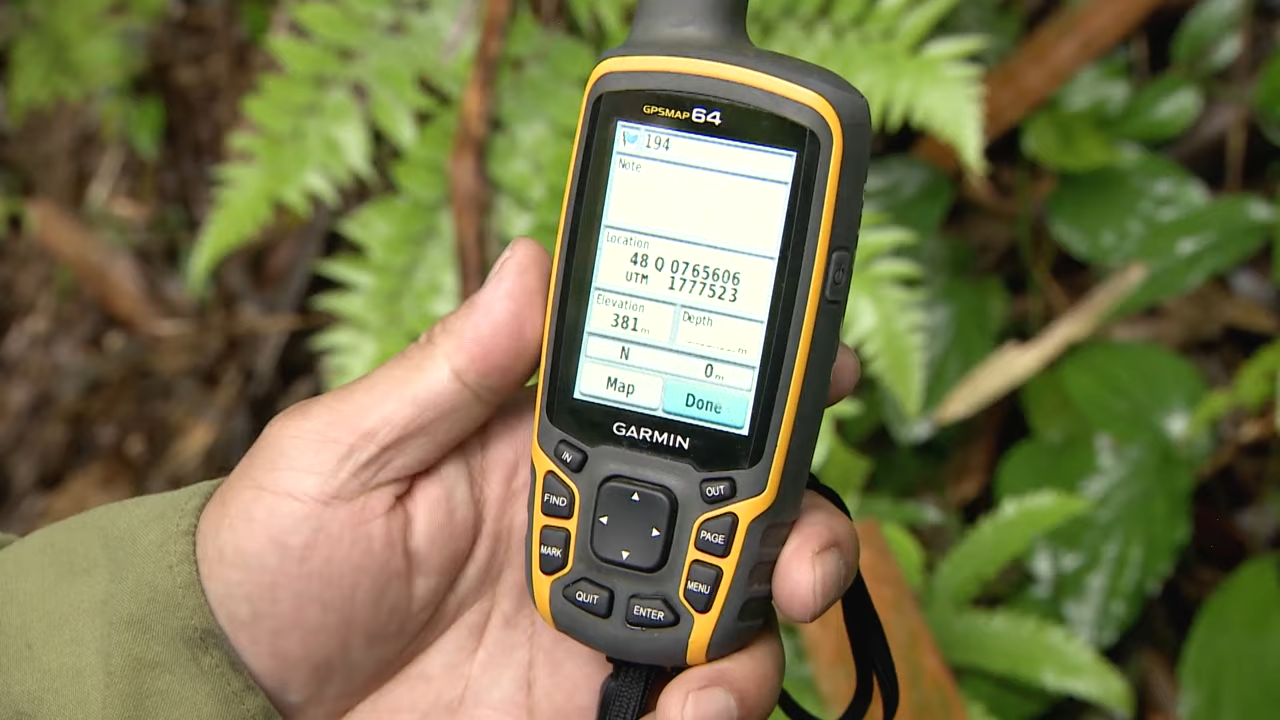 GPSMAP 64
194
Note
Location
48 Q 0765606
UTM 1777523
Elevation
Depth
381 m
m
N 0 m
Map Done
GARMIN
IN OUT
FIND PAGE
MARK MENU
QUIT ENTER